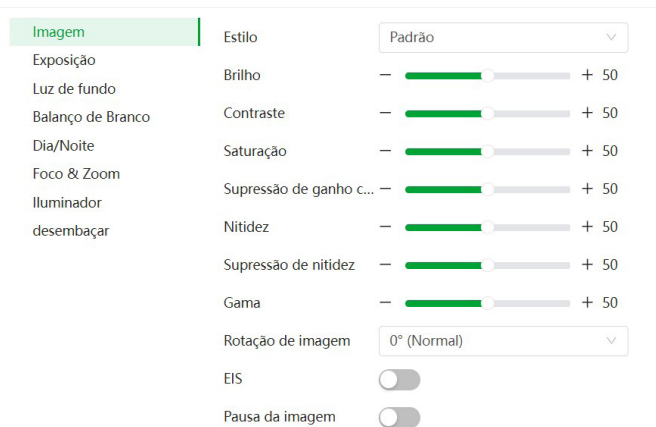 Imagem
Exposição
Luz de fundo
Balanço de Branco
Dia/Noite
Foco & Zoom
Iluminador
desembaçar
Estilo Padrão
Brilho − + 50
Contraste − + 50
Saturação − + 50
Supressão de ganho c... − + 50
Nitidez − + 50
Supressão de nitidez − + 50
Gama − + 50
Rotação de imagem 0° (Normal)
EIS
Pausa da imagem